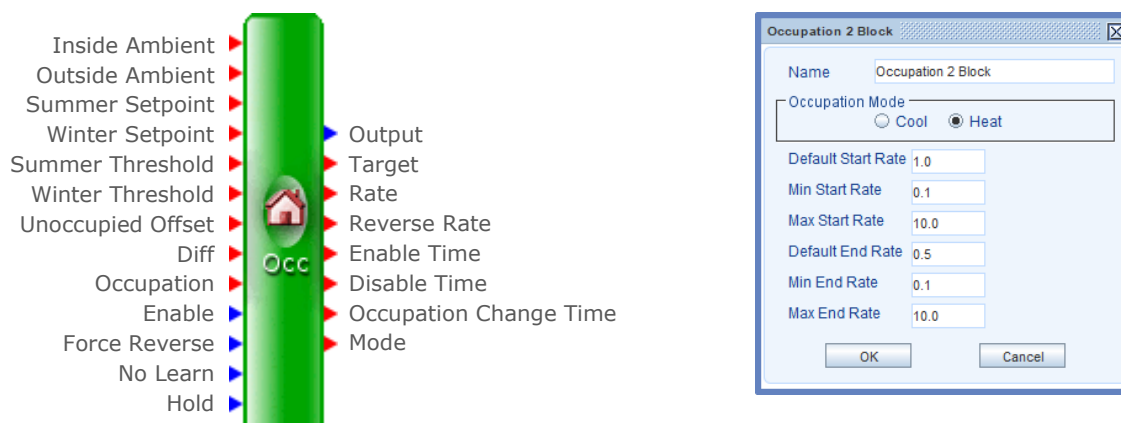 Inside Ambient
Outside Ambient
Summer Setpoint
Winter Setpoint
Summer Threshold
Winter Threshold
Unoccupied Offset
Diff
Occupation
Enable
Force Reverse
No Learn
Hold
Occ
Output
Target
Rate
Reverse Rate
Enable Time
Disable Time
Occupation Change Time
Mode
Occupation 2 Block
Name Occupation 2 Block
Occupation Mode
Cool Heat
Default Start Rate 1.0
Min Start Rate 0.1
Max Start Rate 10.0
Default End Rate 0.5
Min End Rate 0.1
Max End Rate 10.0
OK Cancel